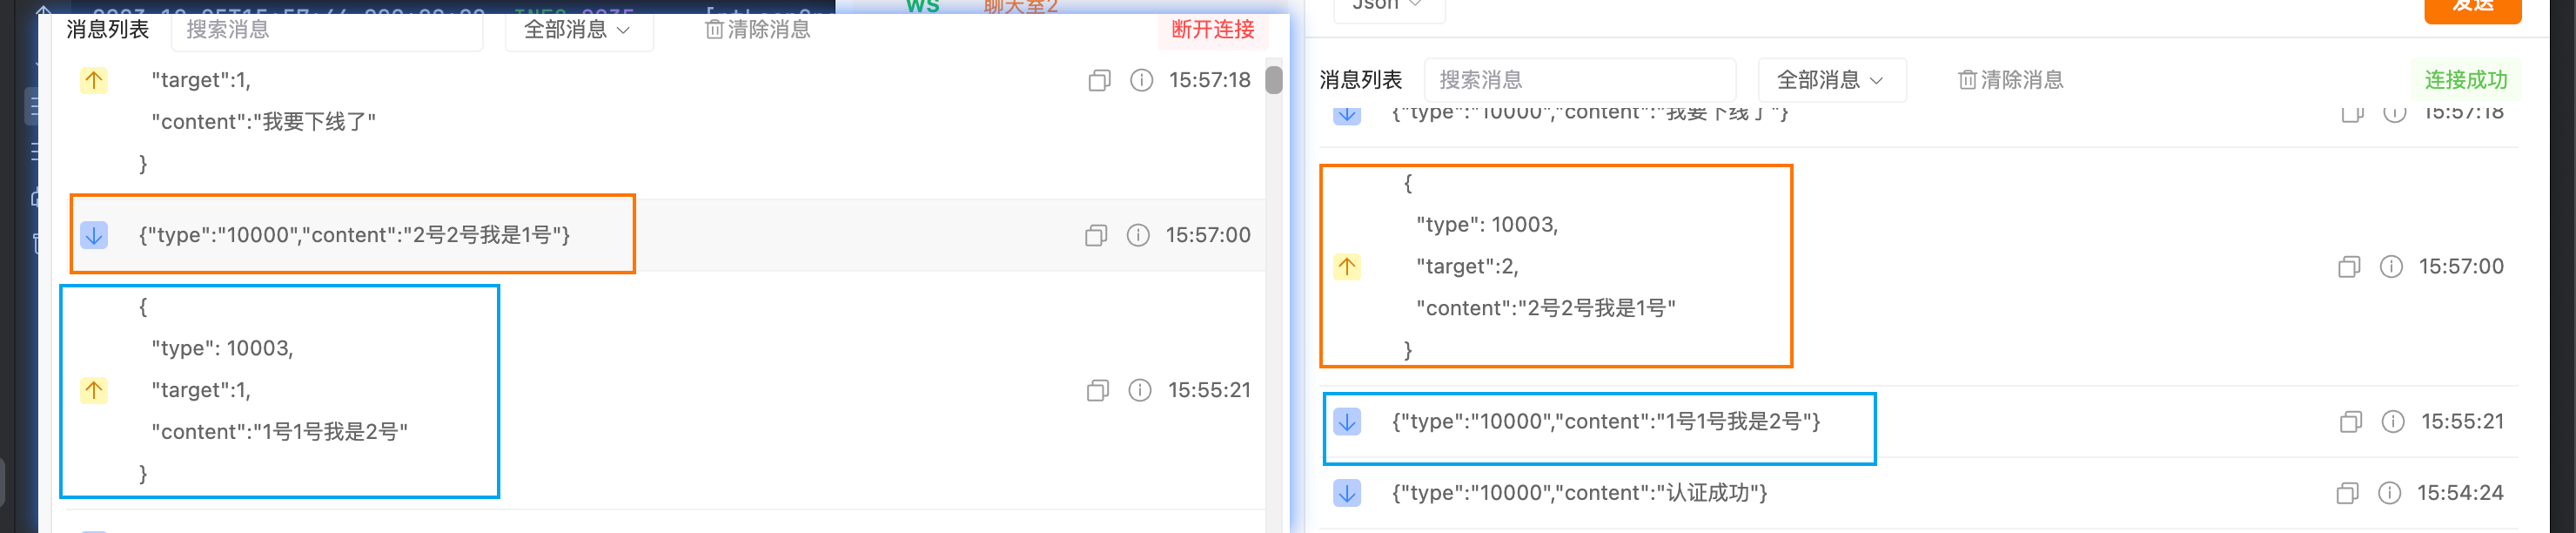 WS 聊天室2
消息列表 搜索消息 全部消息 清除消息 断开连接
"target":1, 15:57:18
"content":"我要下线了"
}
{"type":"10000","content":"2号2号我是1号"} 15:57:00
{
"type": 10003,
"target":1, 15:55:21
"content":"1号1号我是2号"
}
Json 发送
消息列表 搜索消息 全部消息 清除消息 连接成功
{"type":"10000","content":"我要下线了"} 15:57:18
{
"type": 10003,
"target":2, 15:57:00
"content":"2号2号我是1号"
}
{"type":"10000","content":"1号1号我是2号"} 15:55:21
{"type":"10000","content":"认证成功"} 15:54:24